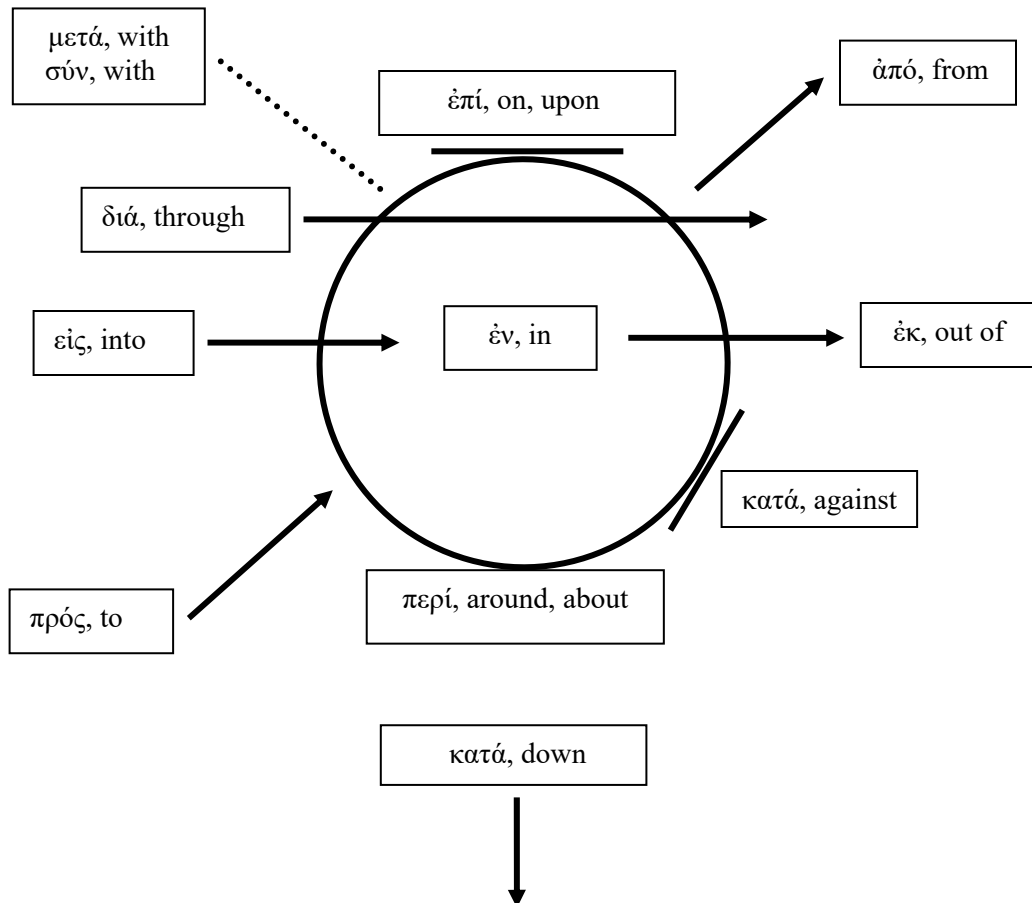 μετά, with
σύν, with
ἐπί, on, upon
ἀπό, from
διά, through
εἰς, into
ἐν, in
ἐκ, out of
κατά, against
περί, around, about
πρός, to
κατά, down